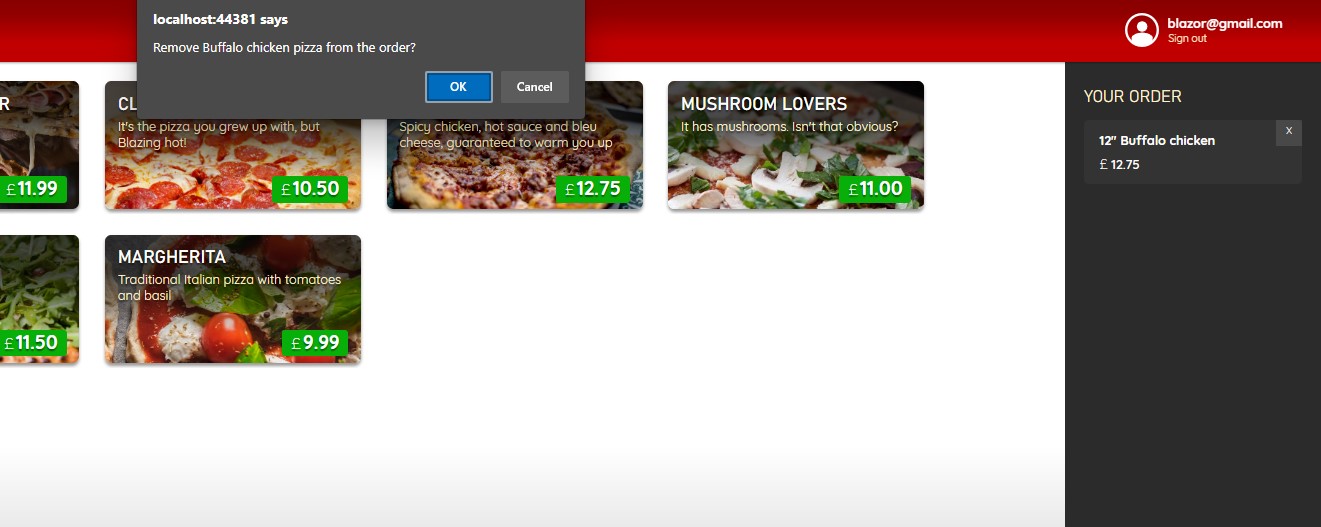 localhost:44381 says
Remove Buffalo chicken pizza from the order?
OK
Cancel
blazor@gmail.com
Sign out
R
£11.99
CL
It's the pizza you grew up with, but
Blazing hot!
£10.50
Spicy chicken, hot sauce and bleu
cheese, guaranteed to warm you up
£12.75
MUSHROOM LOVERS
It has mushrooms. Isn't that obvious?
£11.00
£11.50
MARGHERITA
Traditional Italian pizza with tomatoes
and basil
£9.99
YOUR ORDER
12" Buffalo chicken
x
£ 12.75